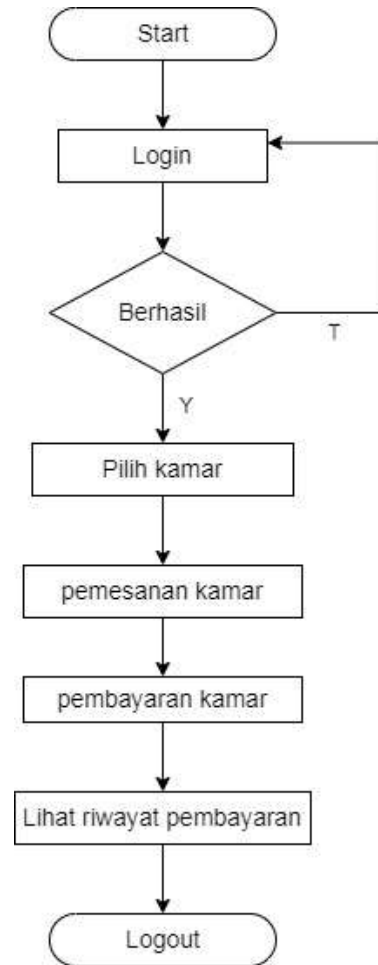 Start
Login
Berhasil
T
Y
Pilih kamar
pemesanan kamar
pembayaran kamar
Lihat riwayat pembayaran
Logout